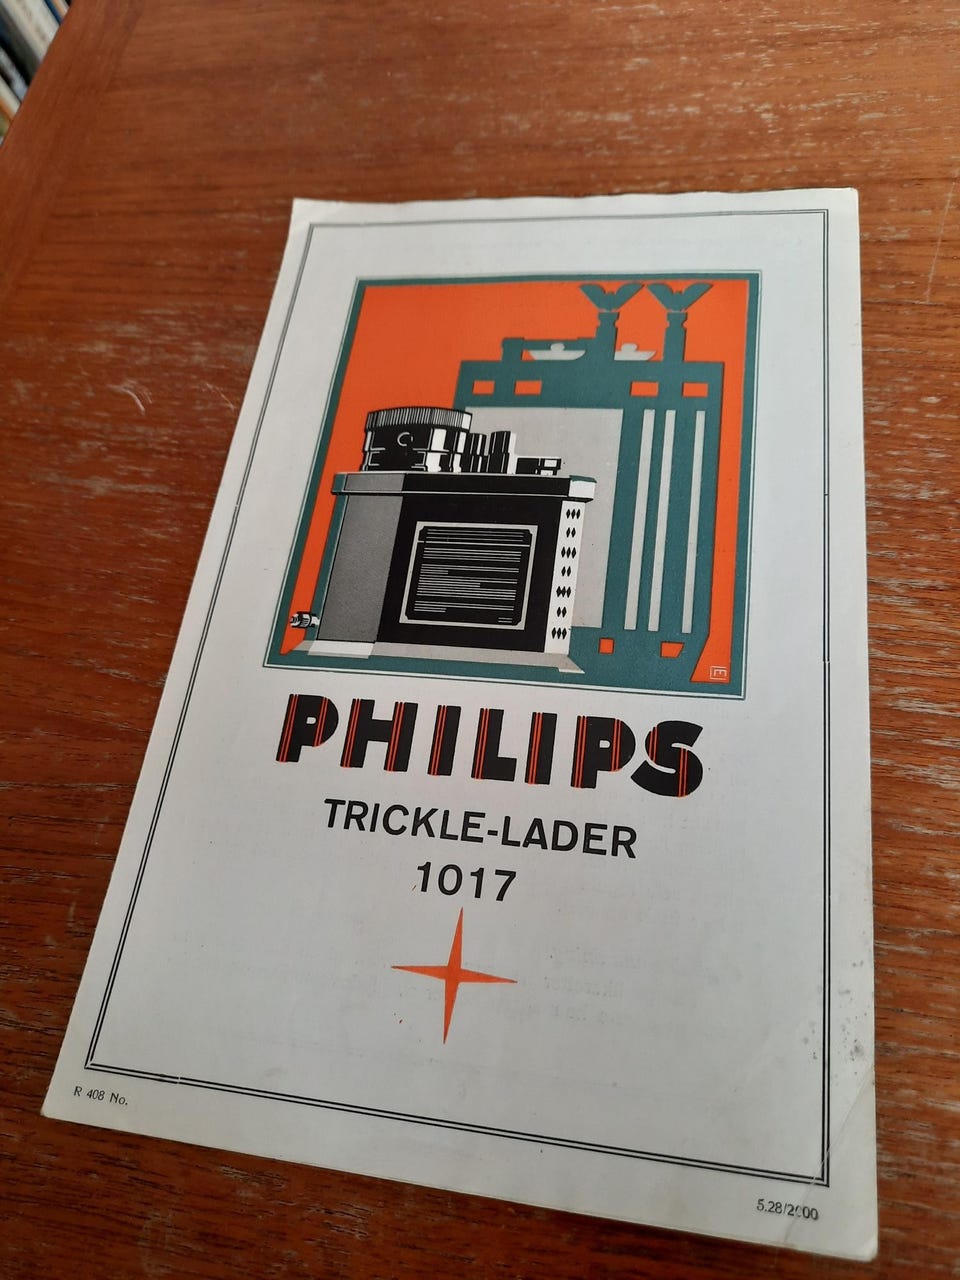 PHILIPS
TRICKLE-LADER
1017
R 408 No.
5.28/2000